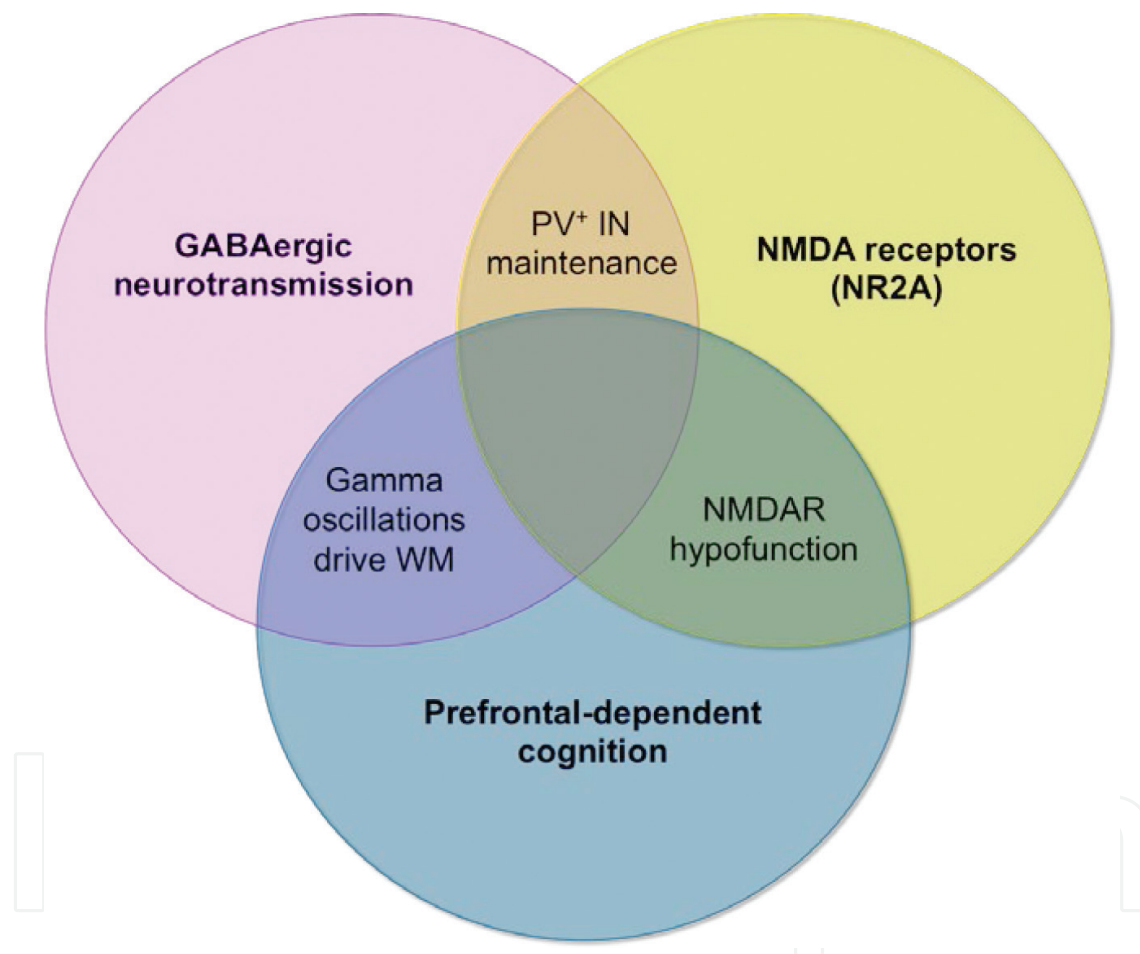 GABAergic
neurotransmission
PV⁺ IN
maintenance
NMDA receptors
(NR2A)
Gamma
oscillations
drive WM
NMDAR
hypofunction
Prefrontal-dependent
cognition